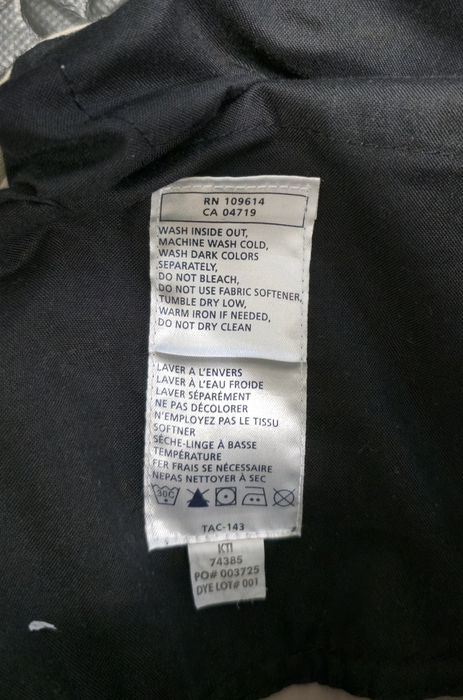 RN 109614
CA 04719
WASH INSIDE OUT,
MACHINE WASH COLD,
WASH DARK COLORS
SEPARATELY,
DO NOT BLEACH,
DO NOT USE FABRIC SOFTENER,
TUMBLE DRY LOW,
WARM IRON IF NEEDED,
DO NOT DRY CLEAN
LAVER A L'ENVERS
LAVER À L'EAU FROIDE
LAVER SÉPARÉMENT
NE PAS DÉCOLORER
N'EMPLOYEZ PAS LE TISSU
SOFTNER
SÈCHE-LINGE À BASSE
TEMPÉRATURE
FER FRAIS SE NÉCESSAIRE
NEPAS NETTOYER À SEC
30C
TAC-143
KTI
74385
PO# 003725
DYE LOT# 001